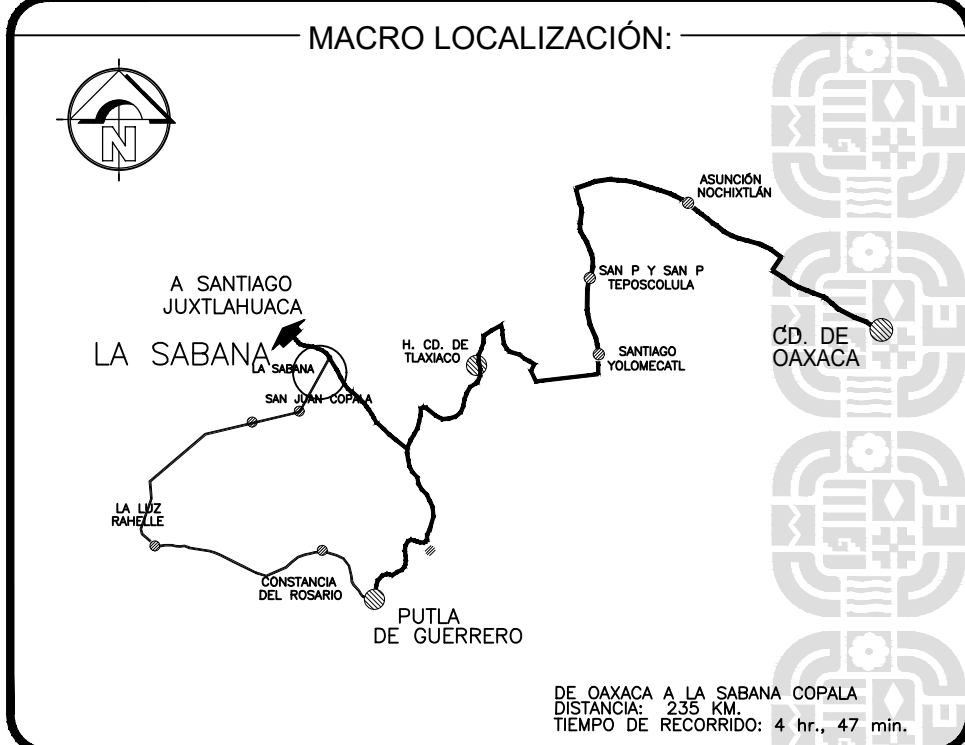 MACRO LOCALIZACIÓN:
N
ASUNCIÓN
NOCHIXTLÁN
SAN P Y SAN P
TEPOSCOLULA
A SANTIAGO
JUXTLAHUACA
CD. DE
OAXACA
H. CD. DE
TLAXIACO
SANTIAGO
YOLOMECATL
LA SABANA
LA SABANA
SAN JUAN COPALA
LA LUZ
RAHELLE
CONSTANCIA
DEL ROSARIO
PUTLA
DE GUERRERO
DE OAXACA A LA SABANA COPALA
DISTANCIA: 235 KM.
TIEMPO DE RECORRIDO: 4 hr., 47 min.